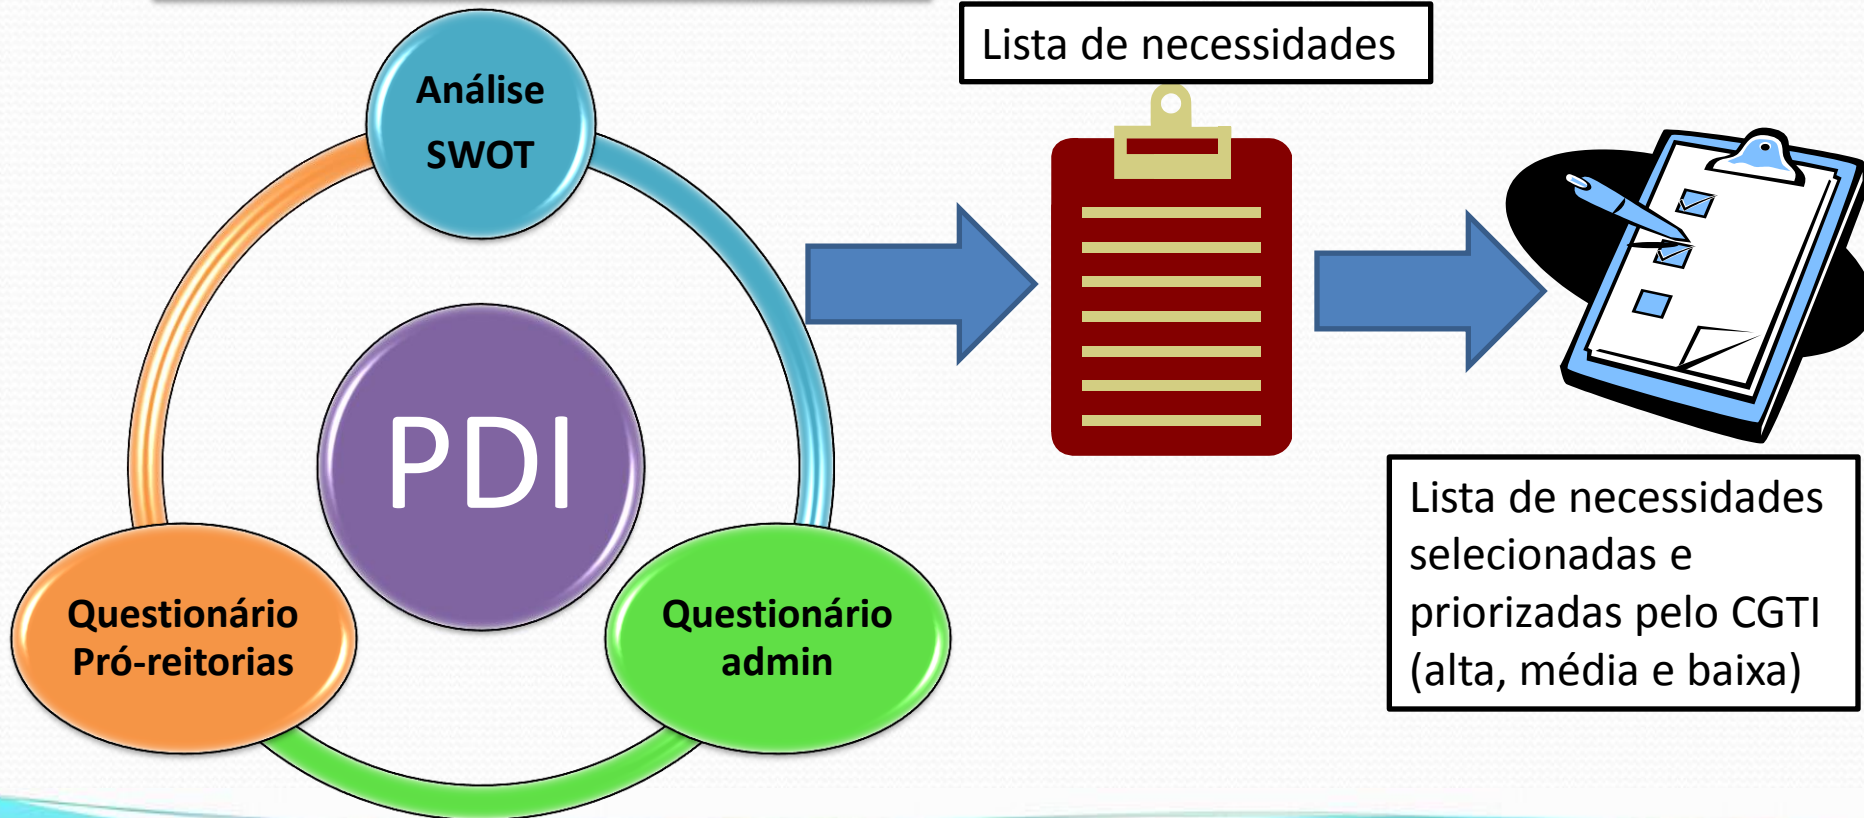 Análise
SWOT
PDI
Questionário
Pró-reitorias
Questionário
admin
Lista de necessidades
Lista de necessidades
selecionadas e
priorizadas pelo CGTI
(alta, média e baixa)